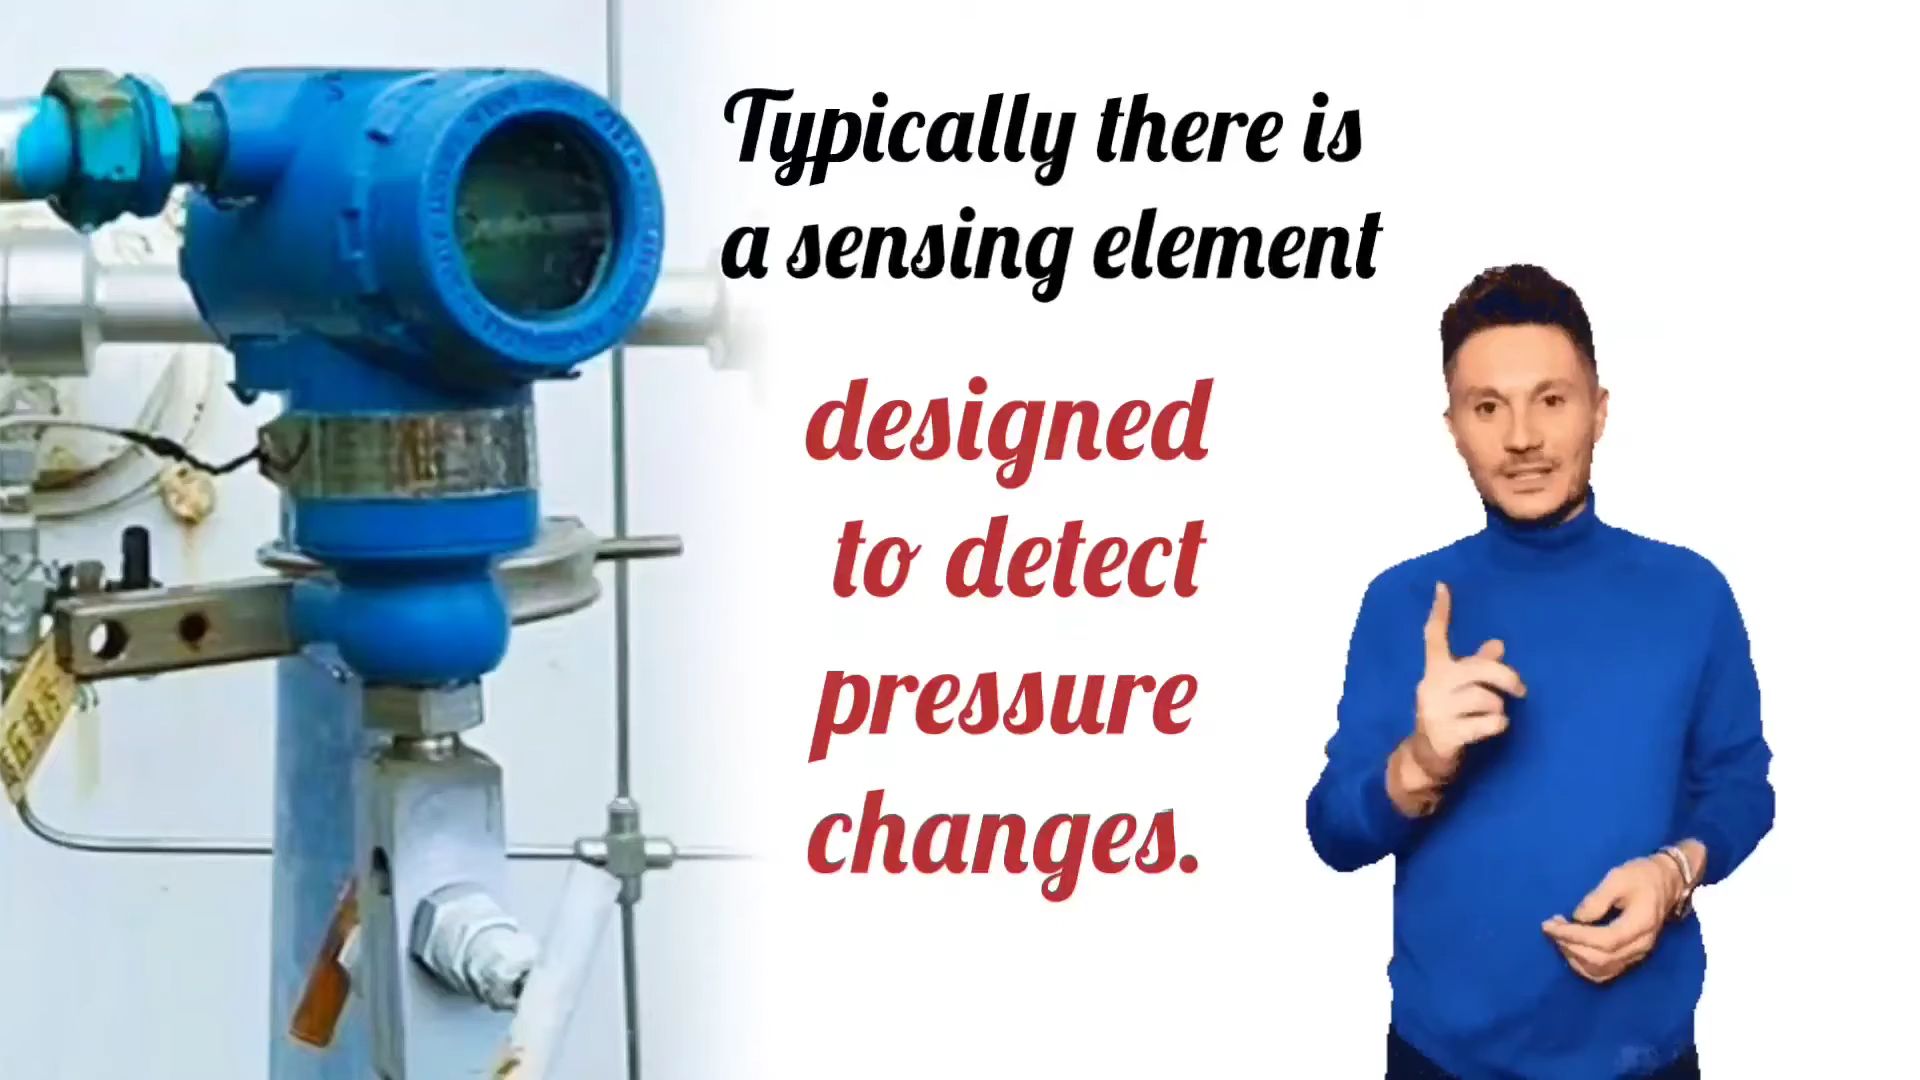 Typically there is
a sensing element
designed
to detect
pressure
changes.